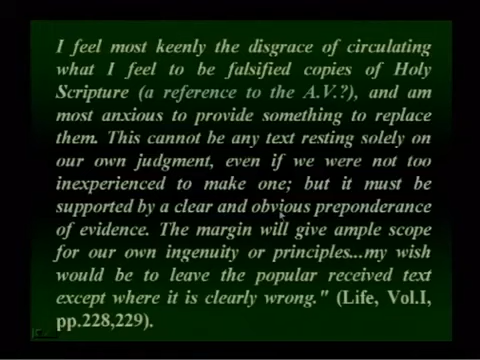 I feel most keenly the disgrace of circulating
what I feel to be falsified copies of Holy
Scripture (a reference to the A.V.?), and am
most anxious to provide something to replace
them. This cannot be any text resting solely on
our own judgment, even if we were not too
inexperienced to make one; but it must be
supported by a clear and obvious preponderance
of evidence. The margin will give ample scope
for our own ingenuity or principles...my wish
would be to leave the popular received text
except where it is clearly wrong." (Life, Vol.I,
pp.228,229).